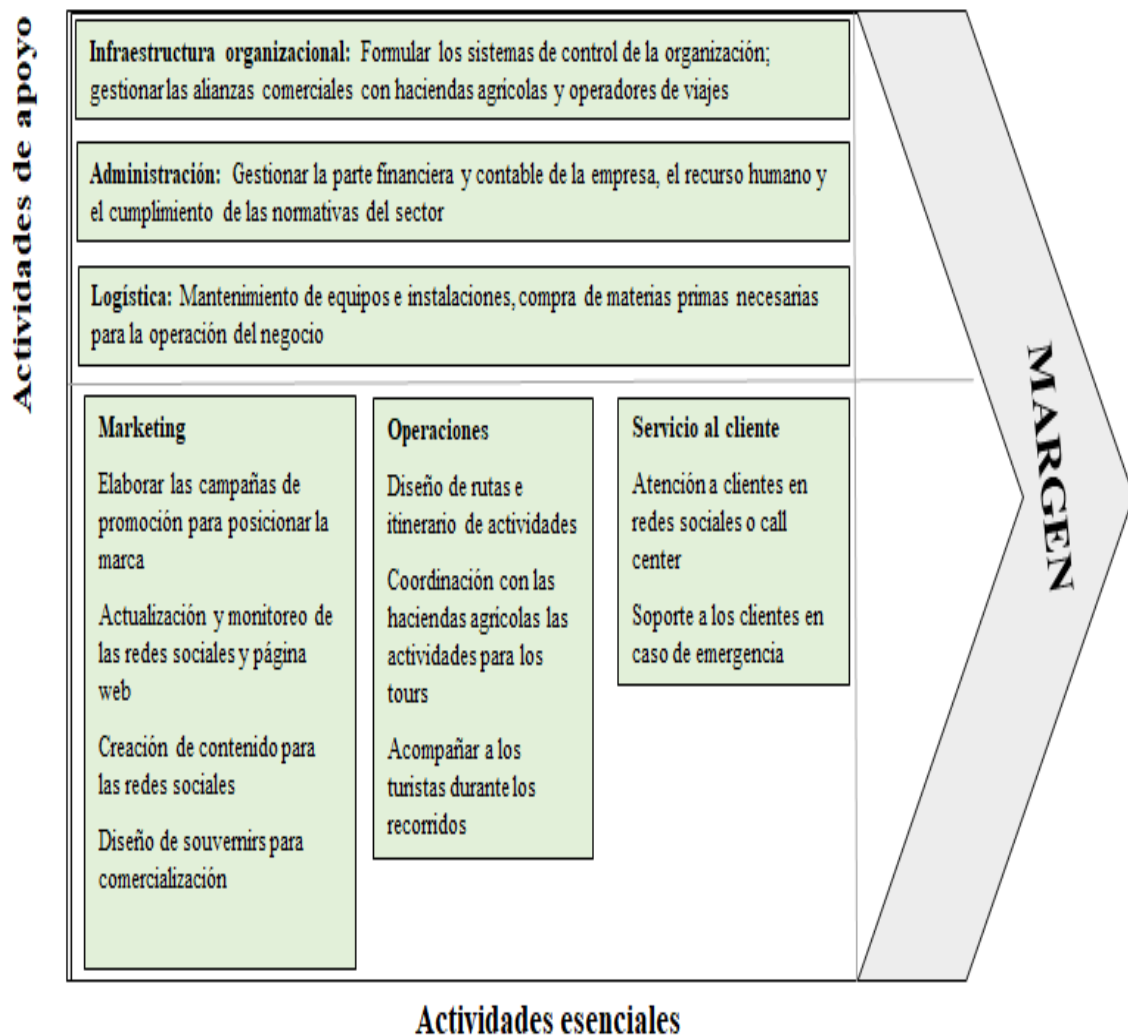 Actividades de apoyo
Infraestructura organizacional: Formular los sistemas de control de la organización;
gestionar las alianzas comerciales con haciendas agrícolas y operadores de viajes
Administración: Gestionar la parte financiera y contable de la empresa, el recurso humano y
el cumplimiento de las normativas del sector
Logística: Mantenimiento de equipos e instalaciones, compra de materias primas necesarias
para la operación del negocio
Marketing
Elaborar las campañas de
promoción para posicionar la
marca
Actualización y monitoreo de
las redes sociales y página
web
Creación de contenido para
las redes sociales
Diseño de souvernirs para
comercialización
Operaciones
Diseño de rutas e
itinerario de actividades
Coordinación con las
haciendas agrícolas las
actividades para los
tours
Acompañar a los
turistas durante los
recorridos
Servicio al cliente
Atención a clientes en
redes sociales o call
center
Soporte a los clientes en
caso de emergencia
MARGEN
Actividades esenciales